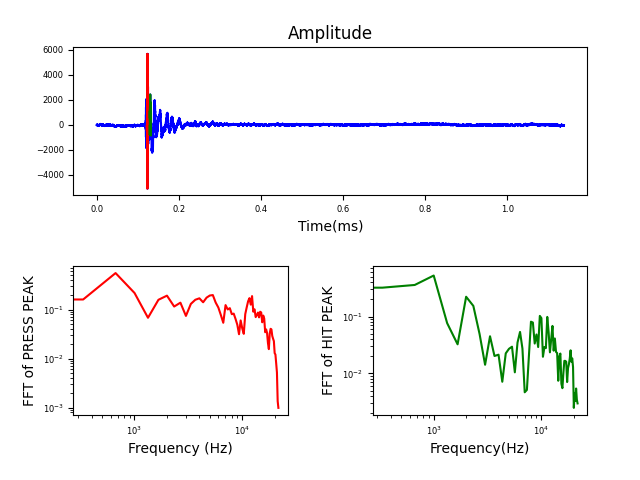 Amplitude
6000
4000
2000
0
−2000
−4000
0.0 0.2 0.4 0.6 0.8 1.0
Time(ms)
FFT of PRESS PEAK
10⁻¹
10⁻²
10⁻³
10³ 10⁴
Frequency (Hz)
FFT of HIT PEAK
10⁻¹
10⁻²
10³ 10⁴
Frequency(Hz)